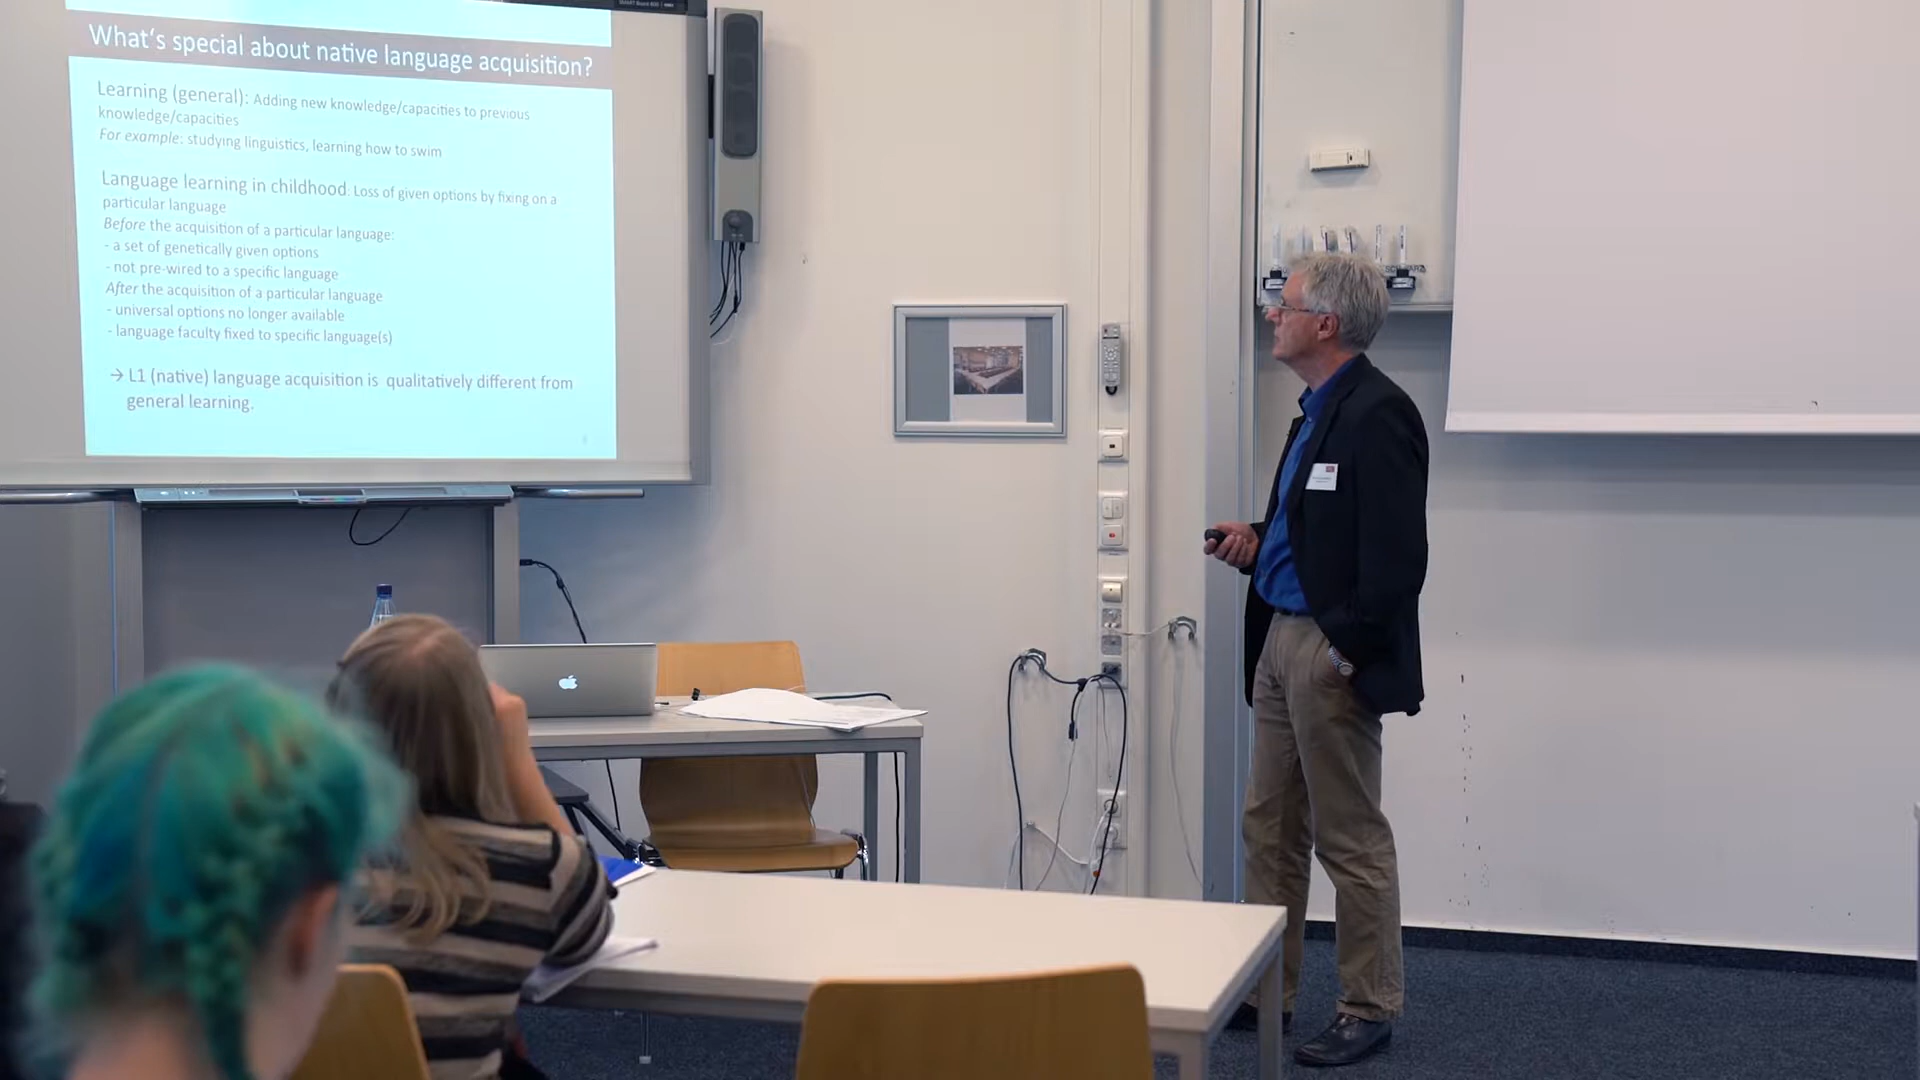 What's special about native language acquisition?
Learning (general): Adding new knowledge/capacities to previous
knowledge/capacities
For example: studying linguistics, learning how to swim
Language learning in childhood: Loss of given options by fixing on a
particular language
Before the acquisition of a particular language:
- a set of genetically given options
- not pre-wired to a specific language
After the acquisition of a particular language
- universal options no longer available
- language faculty fixed to specific language(s)
→ L1 (native) language acquisition is qualitatively different from
general learning.